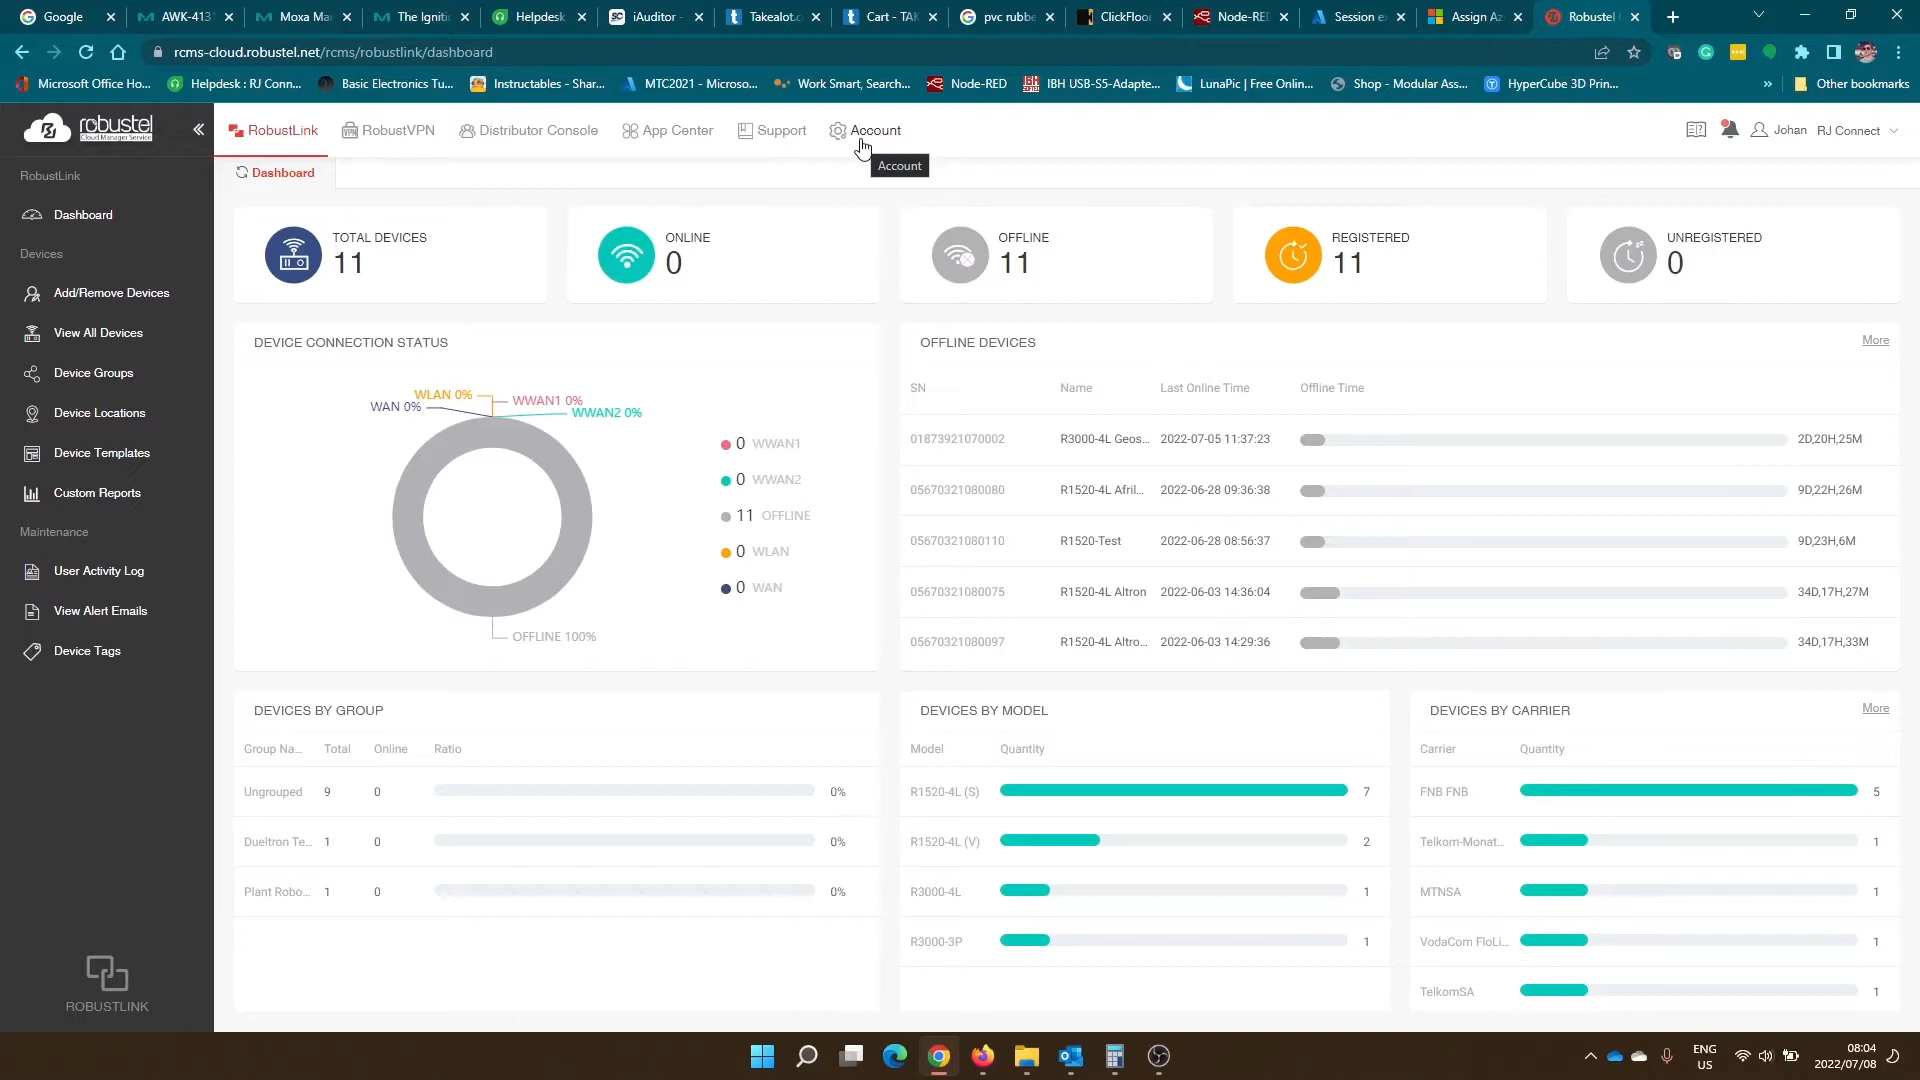 Google
AWK-413
Moxa Ma
The Igniti
Helpdesk
iAuditor -
Takealot.c
Cart - TAK
pvc rubbe
ClickFloor
Node-RED
Session e
Assign Az
Robustel
rcms-cloud.robustel.net/rcms/robustlink/dashboard
Microsoft Office Ho...
Helpdesk : RJ Conn...
Basic Electronics Tu...
Instructables - Shar...
MTC2021 - Microso...
Work Smart, Search...
Node-RED
IBH USB-S5-Adapte...
LunaPic | Free Onlin...
Shop - Modular Ass...
HyperCube 3D Prin...
»
Other bookmarks
robustel
Cloud Manager Service
RobustLink
RobustVPN
Distributor Console
App Center
Support
Account
Johan
RJ Connect
Account
RobustLink
Dashboard
Devices
Add/Remove Devices
View All Devices
Device Groups
Device Locations
Device Templates
Custom Reports
Maintenance
User Activity Log
View Alert Emails
Device Tags
ROBUSTLINK
Dashboard
TOTAL DEVICES
11
ONLINE
0
OFFLINE
11
REGISTERED
11
UNREGISTERED
0
DEVICE CONNECTION STATUS
WLAN 0%
WAN 0%
WWAN1 0%
WWAN2 0%
0 WWAN1
0 WWAN2
11 OFFLINE
0 WLAN
0 WAN
OFFLINE 100%
OFFLINE DEVICES
More
SN Name Last Online Time Offline Time
01873921070002 R3000-4L Geos... 2022-07-05 11:37:23 2D,20H,25M
05670321080080 R1520-4L Afril... 2022-06-28 09:36:38 9D,22H,26M
05670321080110 R1520-Test 2022-06-28 08:56:37 9D,23H,6M
05670321080075 R1520-4L Altron 2022-06-03 14:36:04 34D,17H,27M
05670321080097 R1520-4L Altro... 2022-06-03 14:29:36 34D,17H,33M
DEVICES BY GROUP
Group Na... Total Online Ratio
Ungrouped 9 0 0%
Dueltron Te... 1 0 0%
Plant Robo... 1 0 0%
DEVICES BY MODEL
Model Quantity
R1520-4L (S) 7
R1520-4L (V) 2
R3000-4L 1
R3000-3P 1
DEVICES BY CARRIER
More
Carrier Quantity
FNB FNB 5
Telkom-Monat... 1
MTNSA 1
VodaCom FloLi... 1
TelkomSA 1
ENG
US
08:04
2022/07/08